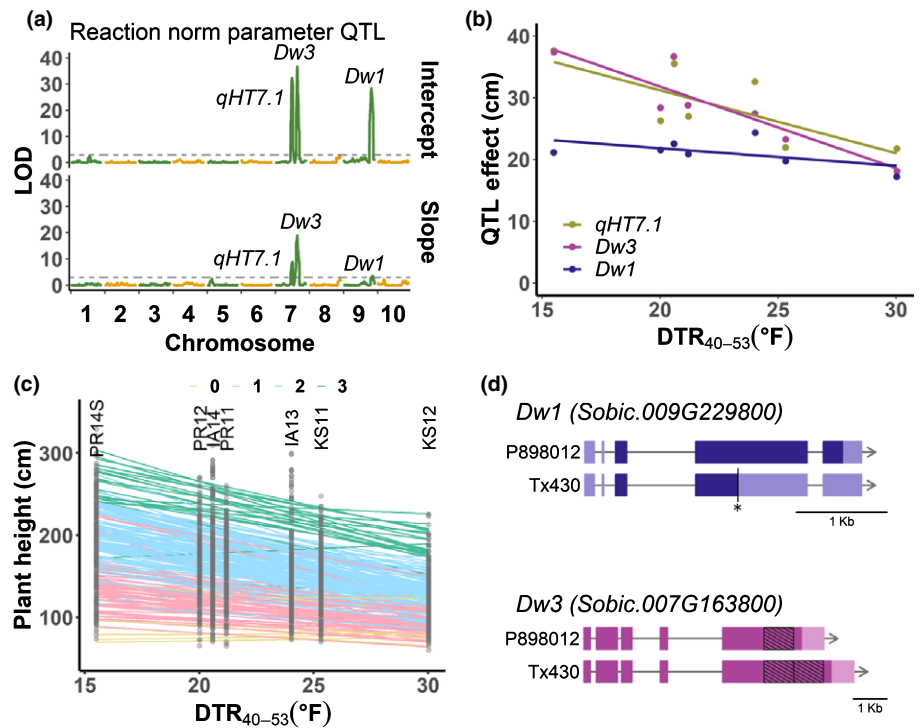 (a)
Reaction norm parameter QTL
LOD
40
30
20
10
0
qHT7.1
Dw3
Dw1
Intercept
40
30
20
10
0
qHT7.1
Dw3
Dw1
Slope
1 2 3 4 5 6 7 8 9 10
Chromosome
(b)
QTL effect (cm)
40
30
20
10
0
qHT7.1
Dw3
Dw1
15 20 25 30
DTR40–53(°F)
(c)
0 1 2 3
Plant height (cm)
300
200
100
PR14S
PR12
IA14
PR11
IA13
KS11
KS12
15 20 25 30
DTR40–53(°F)
(d)
Dw1 (Sobic.009G229800)
P898012
Tx430
*
1 Kb
Dw3 (Sobic.007G163800)
P898012
Tx430
1 Kb